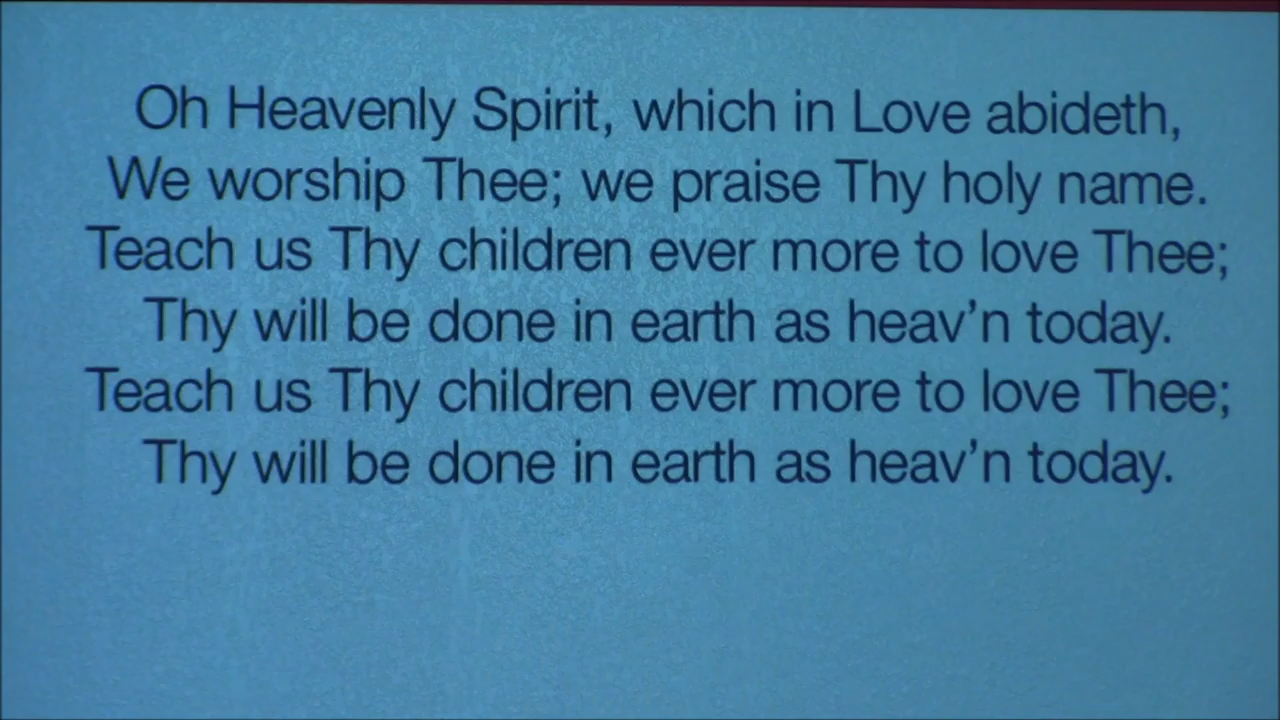 Oh Heavenly Spirit, which in Love abideth,
We worship Thee; we praise Thy holy name.
Teach us Thy children ever more to love Thee;
Thy will be done in earth as heav’n today.
Teach us Thy children ever more to love Thee;
Thy will be done in earth as heav’n today.